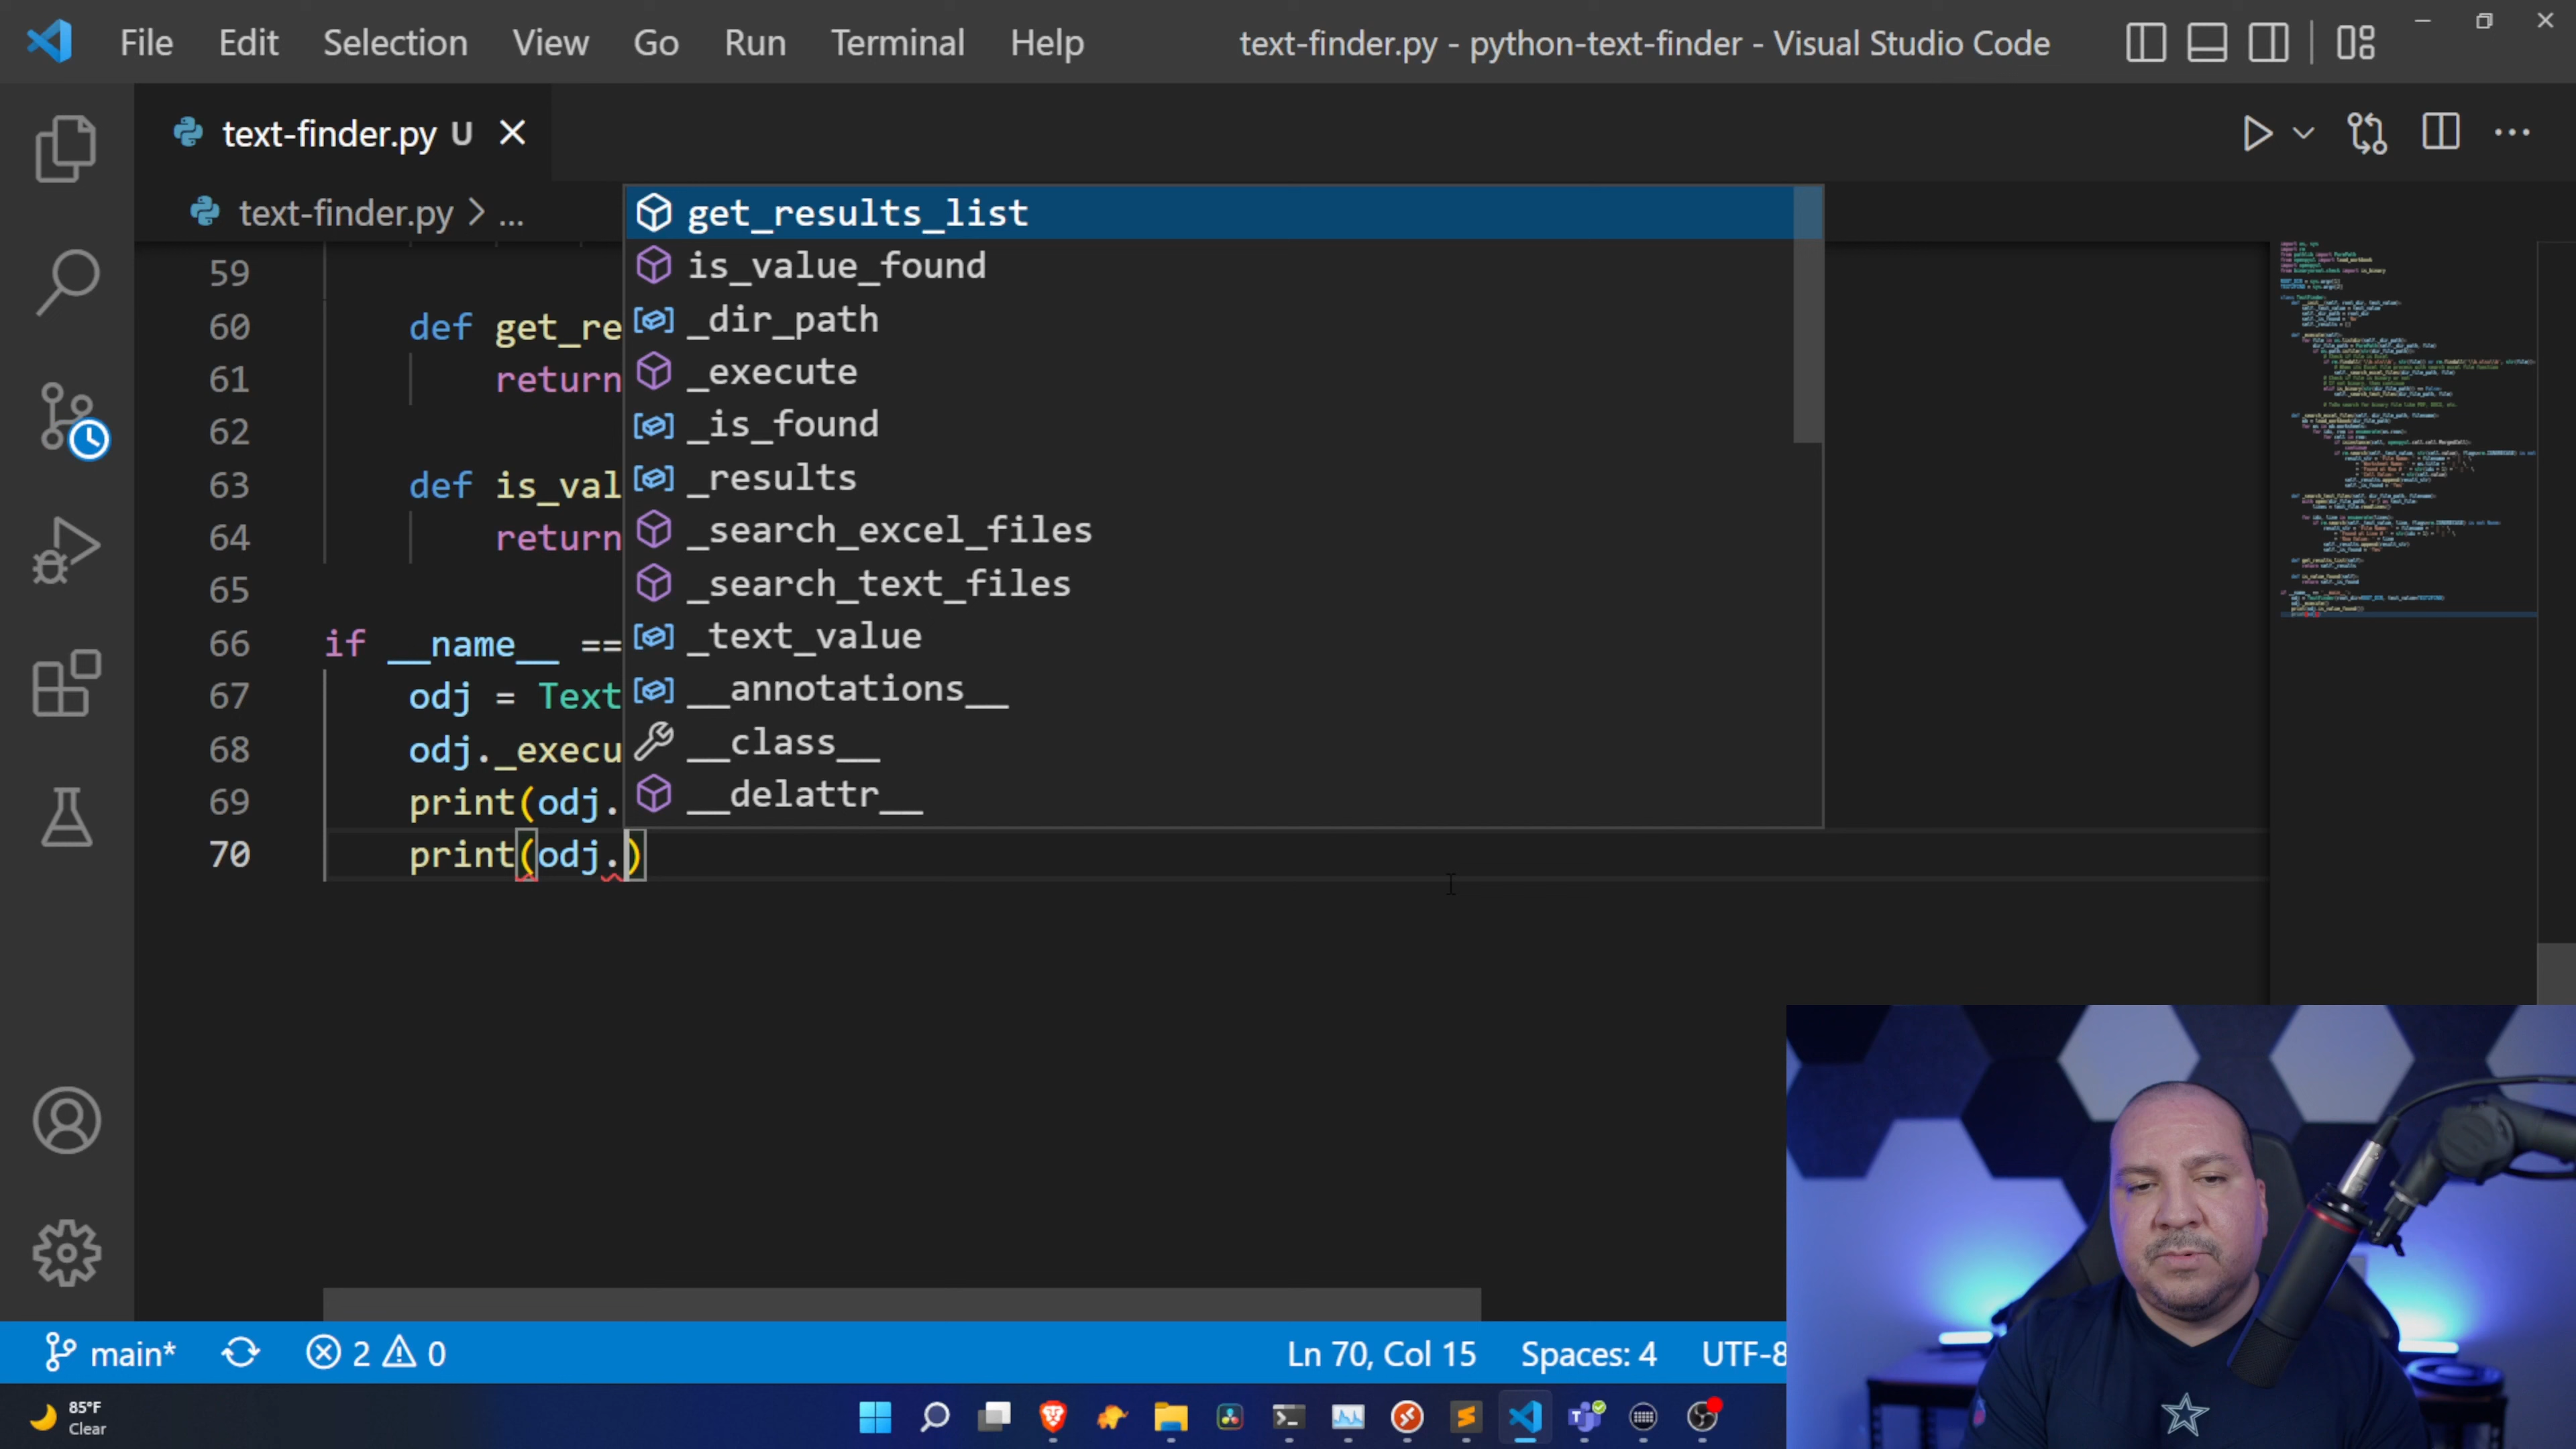 File Edit Selection View Go Run Terminal Help text-finder.py - python-text-finder - Visual Studio Code
text-finder.py U
text-finder.py > ...
get_results_list
is_value_found
_dir_path
_execute
_is_found
_results
_search_excel_files
_search_text_files
_text_value
__annotations__
__class__
__delattr__
59
60 def get_re
61 return
62
63 def is_val
64 return
65
66 if __name__ ==
67 odj = Text
68 odj._execu
69 print(odj.
70 print(odj.)
main* 2 0 Ln 70, Col 15 Spaces: 4 UTF-8
85°F
Clear